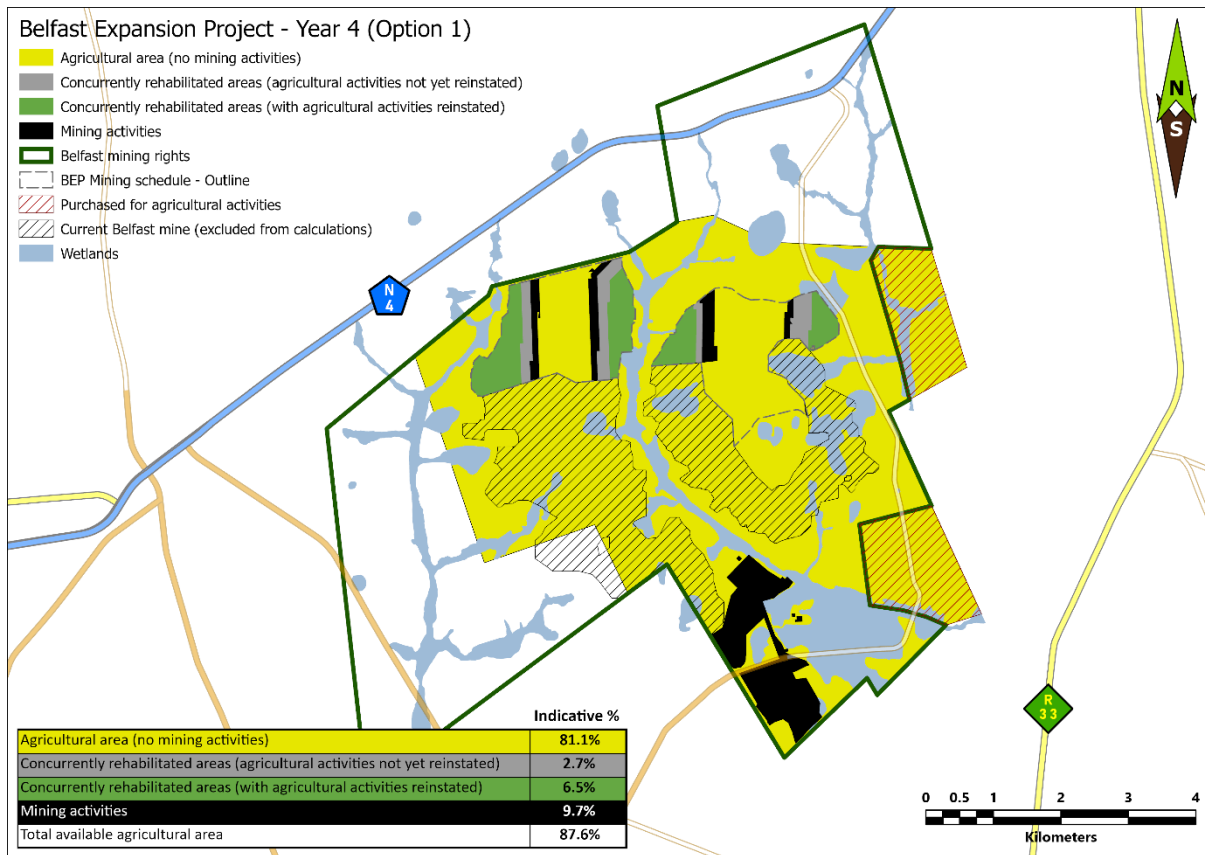 Belfast Expansion Project - Year 4 (Option 1)
Agricultural area (no mining activities)
Concurrently rehabilitated areas (agricultural activities not yet reinstated)
Concurrently rehabilitated areas (with agricultural activities reinstated)
Mining activities
Belfast mining rights
BEP Mining schedule - Outline
Purchased for agricultural activities
Current Belfast mine (excluded from calculations)
Wetlands
N
S
N
4
R
33
Indicative %
Agricultural area (no mining activities) 81.1%
Concurrently rehabilitated areas (agricultural activities not yet reinstated) 2.7%
Concurrently rehabilitated areas (with agricultural activities reinstated) 6.5%
Mining activities 9.7%
Total available agricultural area 87.6%
0 0.5 1 2 3 4
Kilometers